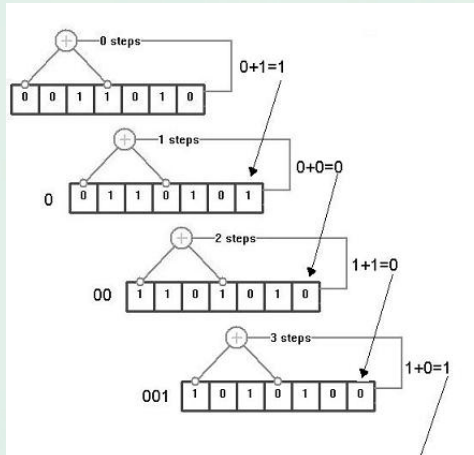 0 steps
0+1=1
0 0 1 1 0 1 0
1 steps
0+0=0
0 0 1 1 0 1 0 1
2 steps
1+1=0
00 1 1 0 1 0 1 0
3 steps
1+0=1
001 1 0 1 0 1 0 0